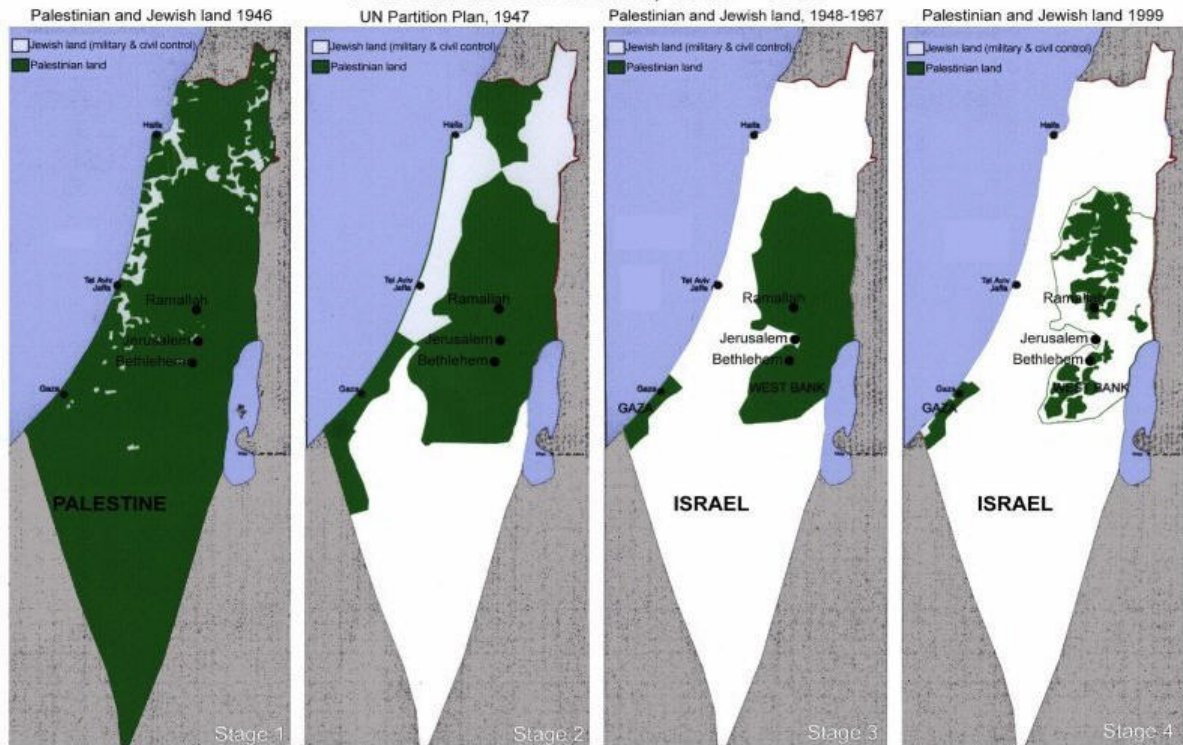 Palestinian and Jewish land 1946
Jewish land (military & civil control)
Palestinian land
Haifa
Tel Aviv
Jaffa
Ramallah
Jerusalem
Bethlehem
Gaza
PALESTINE
Stage 1
UN Partition Plan, 1947
Jewish land (military & civil control)
Palestinian land
Haifa
Tel Aviv
Jaffa
Ramallah
Jerusalem
Bethlehem
Gaza
Stage 2
Palestinian and Jewish land, 1948-1967
Jewish land (military & civil control)
Palestinian land
Haifa
Tel Aviv
Jaffa
Ramallah
Jerusalem
Bethlehem
WEST BANK
Gaza
GAZA
ISRAEL
Stage 3
Palestinian and Jewish land 1999
Jewish land (military & civil control)
Palestinian land
Haifa
Tel Aviv
Jaffa
Ramallah
Jerusalem
Bethlehem
WEST BANK
Gaza
GAZA
ISRAEL
Stage 4